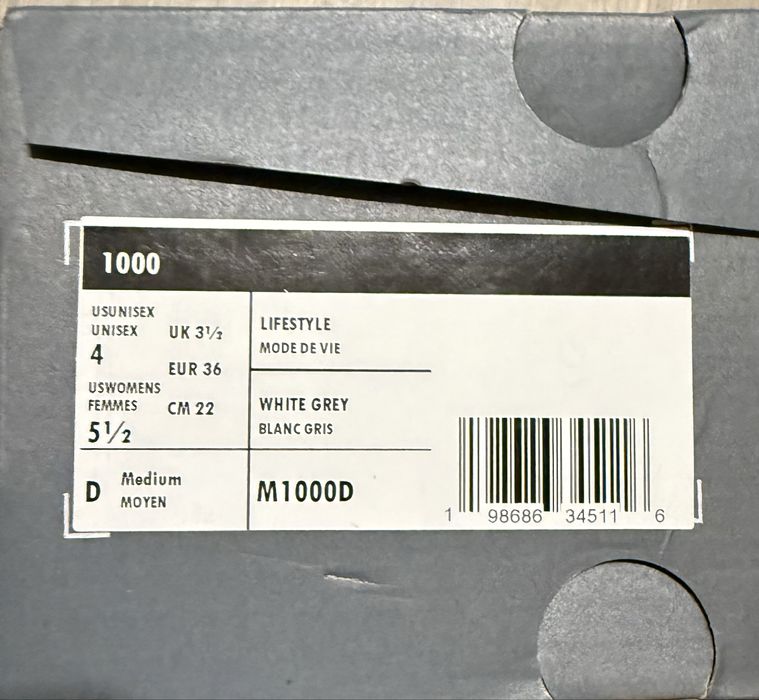 1000
USUNISEX
UNISEX
4
UK 3½
EUR 36
USWOMENS
FEMMES
5½
CM 22
D
Medium
MOYEN
LIFESTYLE
MODE DE VIE
WHITE GREY
BLANC GRIS
M1000D
1 98686 34511 6